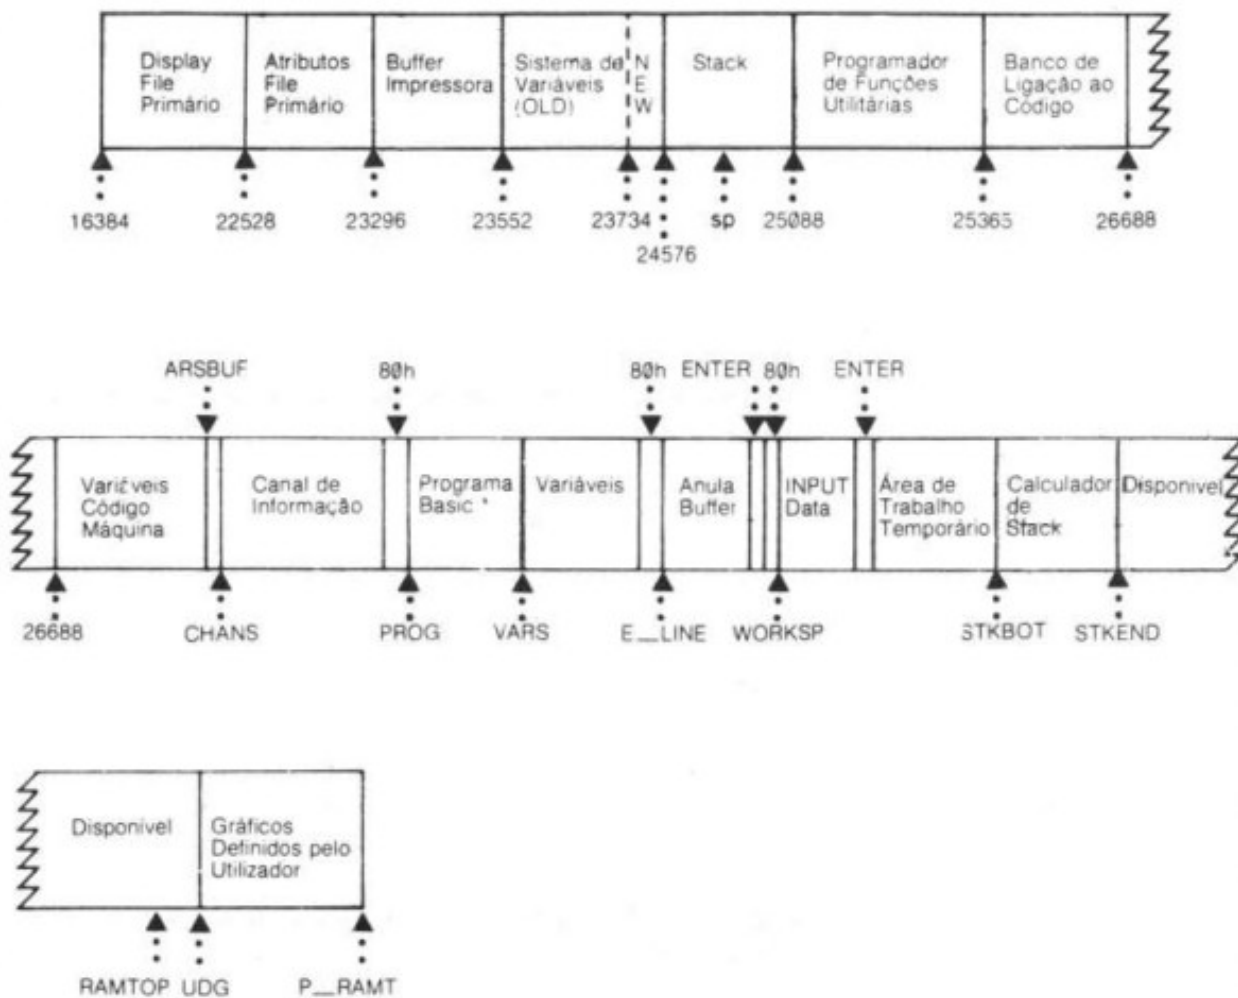 Display
File
Primário
Atributos
File
Primário
Buffer
Impressora
Sistema de
Variáveis
(OLD)
N
E
W
Stack
Programador
de Funções
Utilitárias
Banco de
Ligação ao
Código
16384
22528
23296
23552
23734
24576
sp
25088
25365
26688
ARSBUF
80h
80h
ENTER
80h
ENTER
Variáveis
Código
Máquina
Canal de
Informação
Programa
Basic *
Variáveis
Anula
Buffer
INPUT
Data
Área de
Trabalho
Temporário
Calculador
de
Stack
Disponivel
26688
CHANS
PROG
VARS
E__LINE
WORKSP
STKBOT
STKEND
Disponível
Gráficos
Definidos pelo
Utilizador
RAMTOP
UDG
P__RAMT